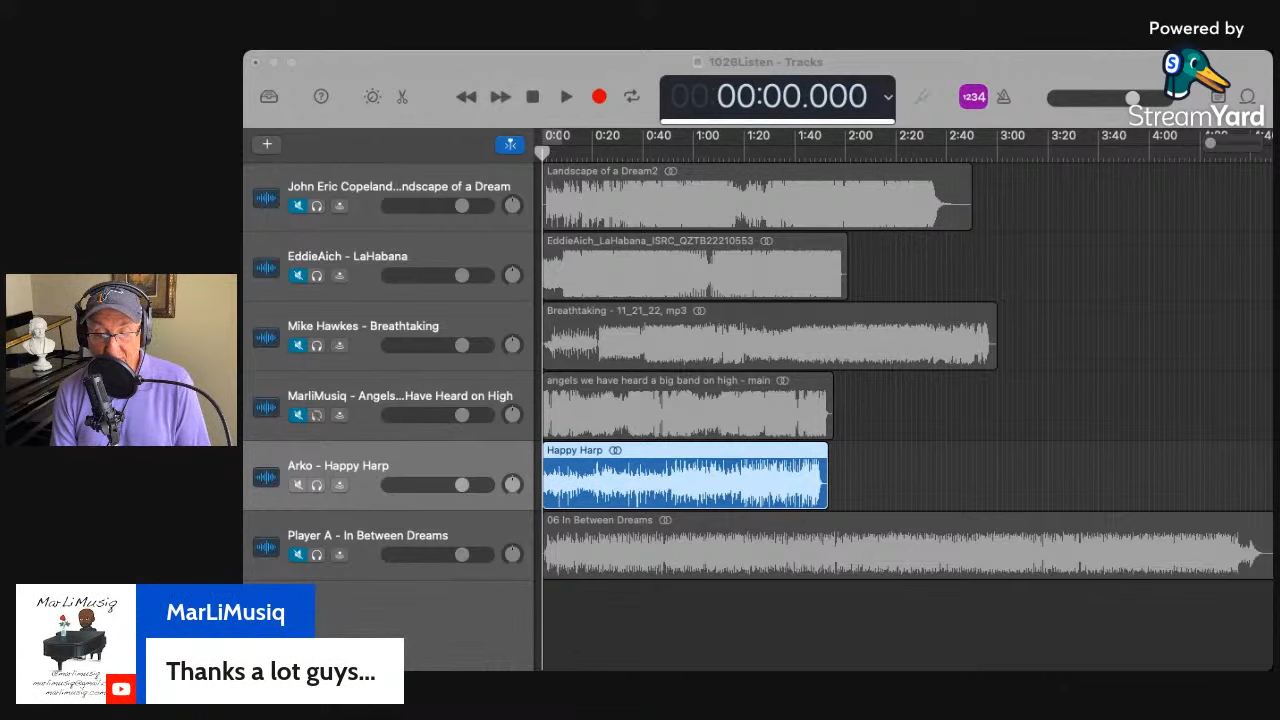 Powered by
StreamYard
1026Listen - Tracks
00:00.000
1234
+
0:00 0:20 0:40 1:00 1:20 1:40 2:00 2:20 2:40 3:00 3:20 3:40 4:00
John Eric Copeland...ndscape of a Dream
Landscape of a Dream2
EddieAich - LaHabana
EddieAich_LaHabana_ISRC_QZTB22210553
Mike Hawkes - Breathtaking
Breathtaking - 11_21_22, mp3
MarliMusiq - Angels...Have Heard on High
angels we have heard a big band on high - main
Arko - Happy Harp
Happy Harp
Player A - In Between Dreams
06 In Between Dreams
MarLiMusiq
@marlimusiq
marlimusiq.com
MarLiMusiq
Thanks a lot guys...